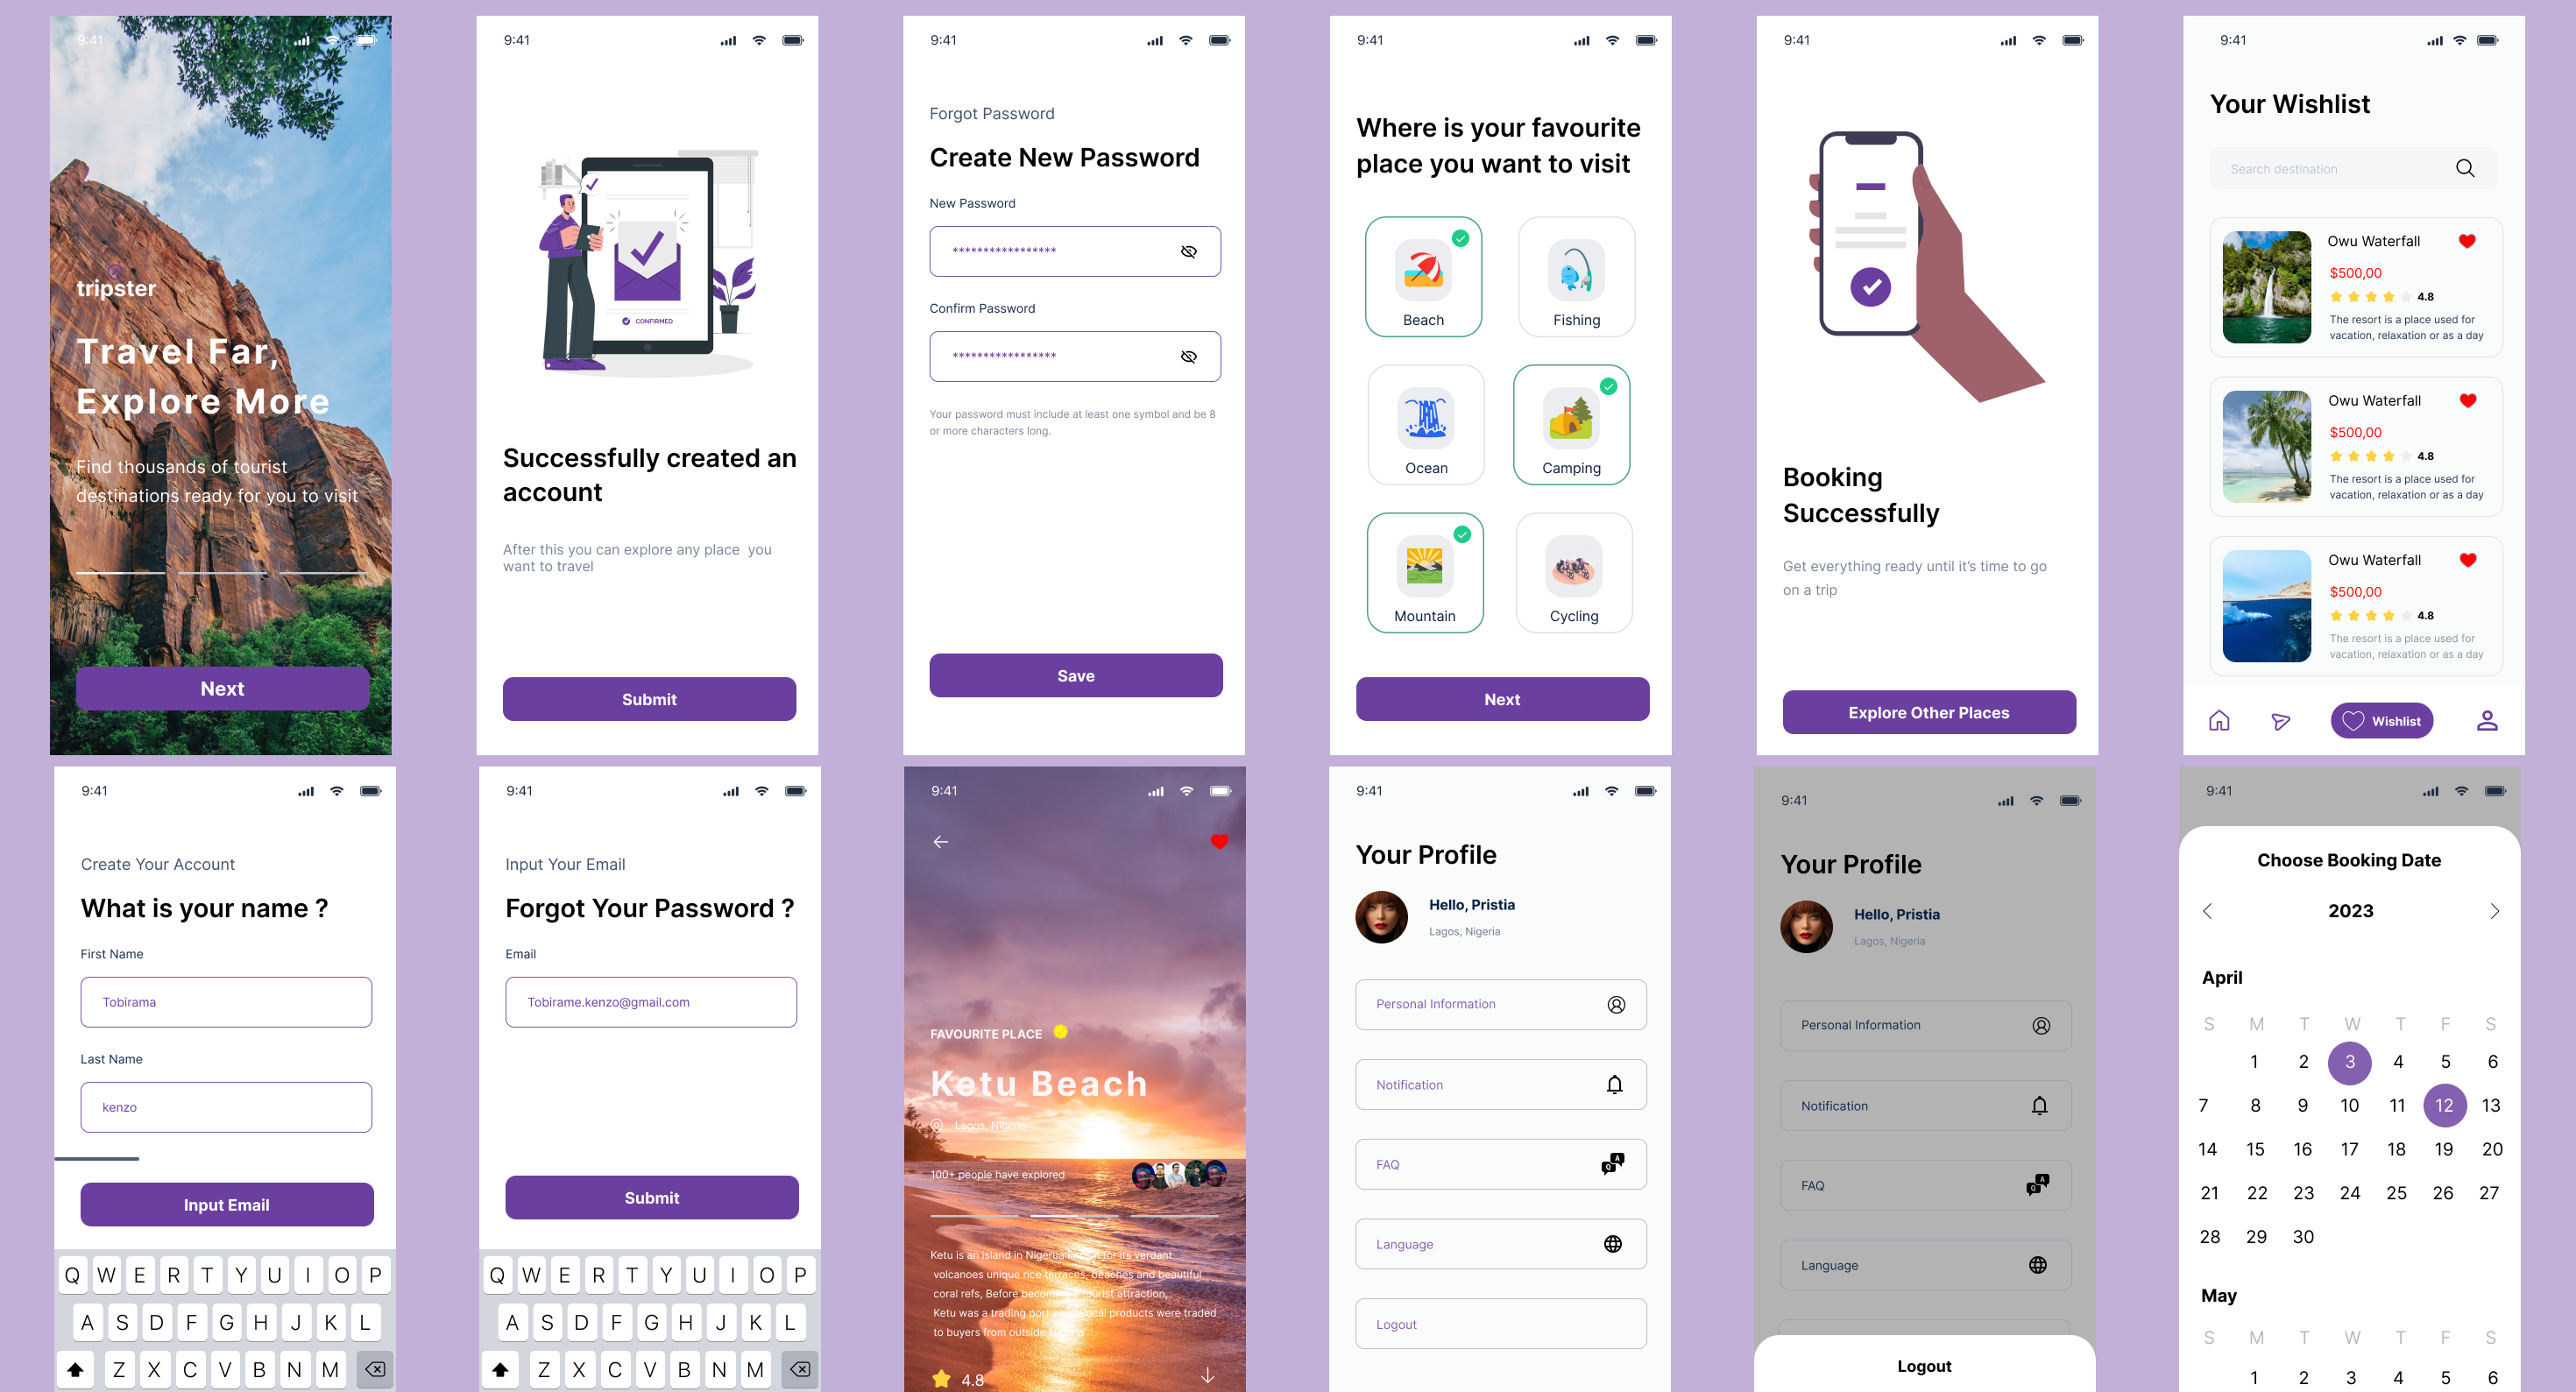 9:41
tripster
Travel Far,
Explore More
Find thousands of tourist
destinations ready for you to visit
Next
9:41
CONFIRMED
Successfully created an
account
After this you can explore any place you
want to travel
Submit
9:41
Forgot Password
Create New Password
New Password
*****************
Confirm Password
*****************
Your password must include at least one symbol and be 8
or more characters long.
Save
9:41
Where is your favourite
place you want to visit
Beach
Fishing
Ocean
Camping
Mountain
Cycling
Next
9:41
Booking
Successfully
Get everything ready until it's time to go
on a trip
Explore Other Places
9:41
Your Wishlist
Search destination
Owu Waterfall
$500,00
4.8
The resort is a place used for
vacation, relaxation or as a day
Owu Waterfall
$500,00
4.8
The resort is a place used for
vacation, relaxation or as a day
Owu Waterfall
$500,00
4.8
The resort is a place used for
vacation, relaxation or as a day
Wishlist
9:41
Create Your Account
What is your name ?
First Name
Tobirama
Last Name
kenzo
Input Email
Q W E R T Y U I O P
A S D F G H J K L
Z X C V B N M
9:41
Input Your Email
Forgot Your Password ?
Email
Tobirame.kenzo@gmail.com
Submit
Q W E R T Y U I O P
A S D F G H J K L
Z X C V B N M
9:41
FAVOURITE PLACE
Ketu Beach
Lagos, Nigeria
100+ people have explored
Ketu is an island in Nigerua known for its verdant
volcanoes unique rice terraces, beaches and beautiful
coral refs, Before becoming a tourist attraction,
Ketu was a trading port where local products were traded
to buyers from outside Nigeria
4.8
9:41
Your Profile
Hello, Pristia
Lagos, Nigeria
Personal Information
Notification
FAQ
Q A
Language
Logout
9:41
Your Profile
Hello, Pristia
Lagos, Nigeria
Personal Information
Notification
FAQ
Q A
Language
Logout
9:41
Choose Booking Date
2023
April
S M T W T F S
1 2 3 4 5 6
7 8 9 10 11 12 13
14 15 16 17 18 19 20
21 22 23 24 25 26 27
28 29 30
May
S M T W T F S
1 2 3 4 5 6